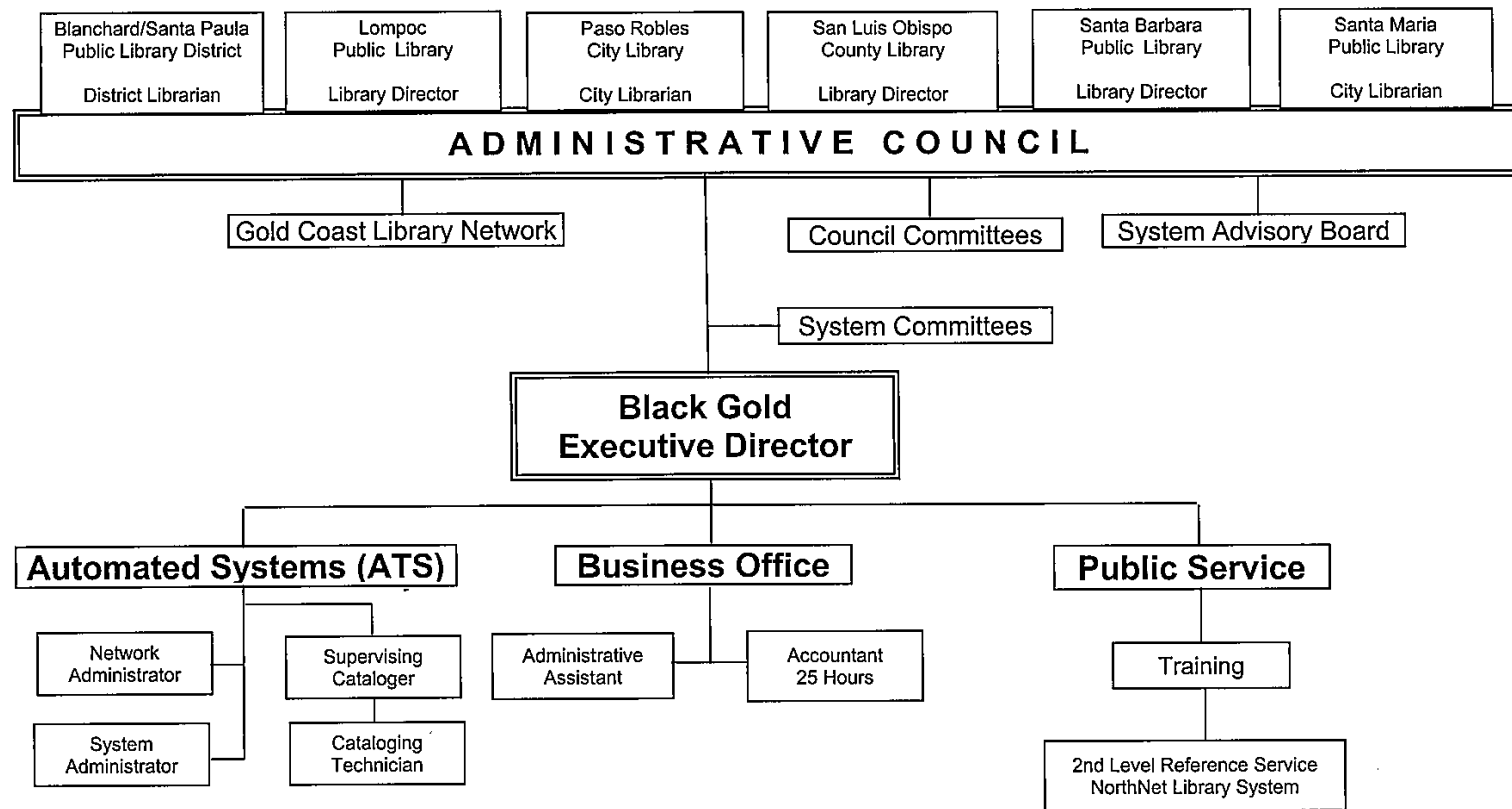 Blanchard/Santa Paula
Public Library District
District Librarian
Lompoc
Public Library
Library Director
Paso Robles
City Library
City Librarian
San Luis Obispo
County Library
Library Director
Santa Barbara
Public Library
Library Director
Santa Maria
Public Library
City Librarian
ADMINISTRATIVE COUNCIL
Gold Coast Library Network
Council Committees
System Advisory Board
System Committees
Black Gold
Executive Director
Automated Systems (ATS)
Business Office
Public Service
Network
Administrator
Supervising
Cataloger
Administrative
Assistant
Accountant
25 Hours
Training
System
Administrator
Cataloging
Technician
2nd Level Reference Service
NorthNet Library System